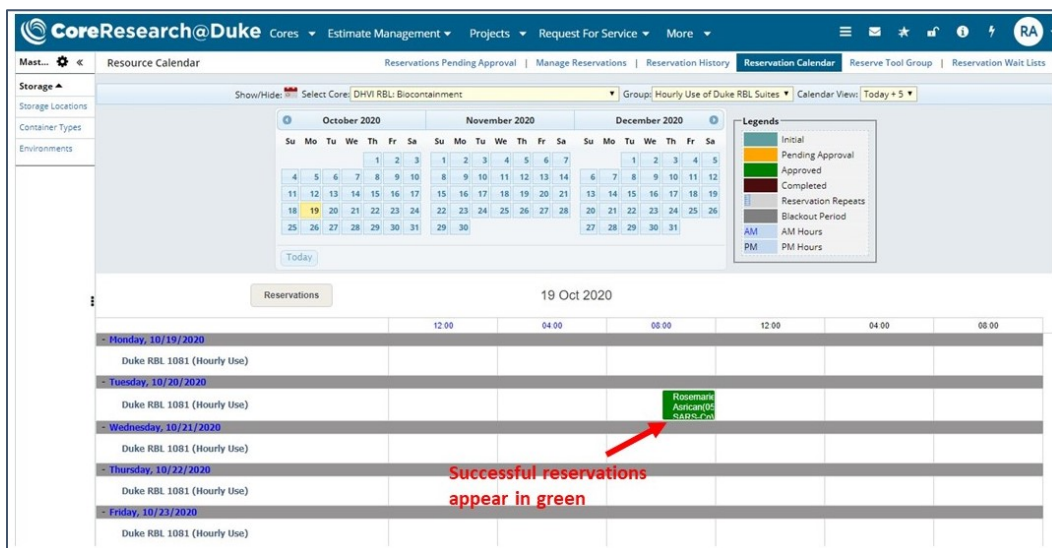 CoreResearch@Duke Cores Estimate Management Projects Request For Service More RA
Mast... Resource Calendar Reservations Pending Approval | Manage Reservations | Reservation History Reservation Calendar Reserve Tool Group | Reservation Wait Lists
Storage
Storage Locations
Container Types
Environments
Show/Hide: Select Core: DHVI RBL: Biocontainment Group: Hourly Use of Duke RBL Suites Calendar View: Today + 5
October 2020 November 2020 December 2020
Su Mo Tu We Th Fr Sa Su Mo Tu We Th Fr Sa Su Mo Tu We Th Fr Sa
1 2 3 1 2 3 4 5 6 7 1 2 3 4 5
4 5 6 7 8 9 10 8 9 10 11 12 13 14 6 7 8 9 10 11 12
11 12 13 14 15 16 17 15 16 17 18 19 20 21 13 14 15 16 17 18 19
18 19 20 21 22 23 24 22 23 24 25 26 27 28 20 21 22 23 24 25 26
25 26 27 28 29 30 31 29 30 27 28 29 30 31
Today
Legends
Initial
Pending Approval
Approved
Completed
Reservation Repeats
Blackout Period
AM AM Hours
PM PM Hours
Reservations 19 Oct 2020
12:00 04:00 08:00 12:00 04:00 08:00
- Monday, 10/19/2020
Duke RBL 1081 (Hourly Use)
- Tuesday, 10/20/2020
Duke RBL 1081 (Hourly Use)
Rosemarie
Asrican(05
SARS-CoV
- Wednesday, 10/21/2020
Duke RBL 1081 (Hourly Use)
- Thursday, 10/22/2020
Duke RBL 1081 (Hourly Use)
- Friday, 10/23/2020
Duke RBL 1081 (Hourly Use)
Successful reservations
appear in green